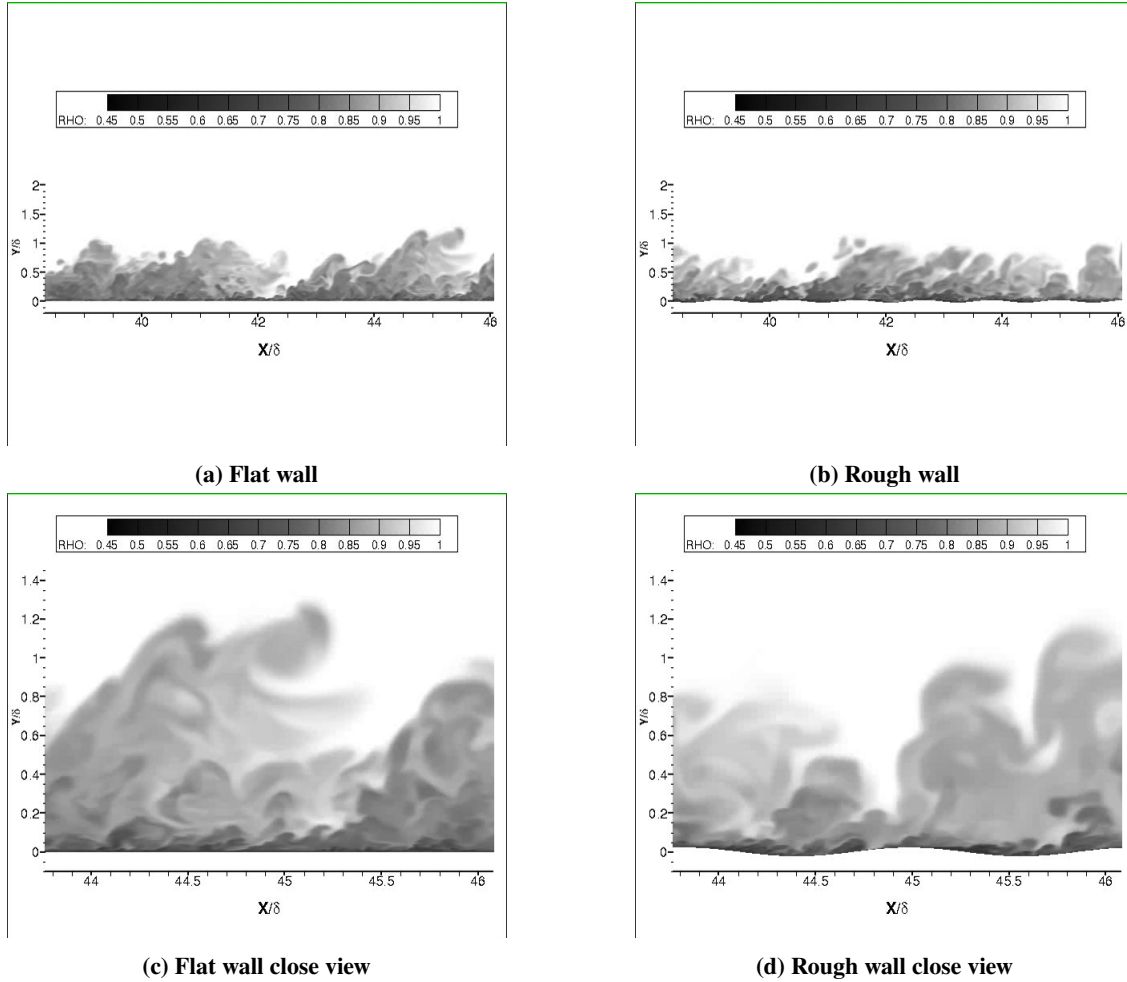 RHO: 0.45 0.5 0.55 0.6 0.65 0.7 0.75 0.8 0.85 0.9 0.95 1
2
1.5
1
0.5
0
Y/δ
40 42 44 46
X/δ
(a) Flat wall
RHO: 0.45 0.5 0.55 0.6 0.65 0.7 0.75 0.8 0.85 0.9 0.95 1
2
1.5
1
0.5
0
Y/δ
40 42 44 46
X/δ
(b) Rough wall
RHO: 0.45 0.5 0.55 0.6 0.65 0.7 0.75 0.8 0.85 0.9 0.95 1
1.4
1.2
1
0.8
0.6
0.4
0.2
0
Y/δ
44 44.5 45 45.5 46
X/δ
(c) Flat wall close view
RHO: 0.45 0.5 0.55 0.6 0.65 0.7 0.75 0.8 0.85 0.9 0.95 1
1.4
1.2
1
0.8
0.6
0.4
0.2
0
Y/δ
44 44.5 45 45.5 46
X/δ
(d) Rough wall close view